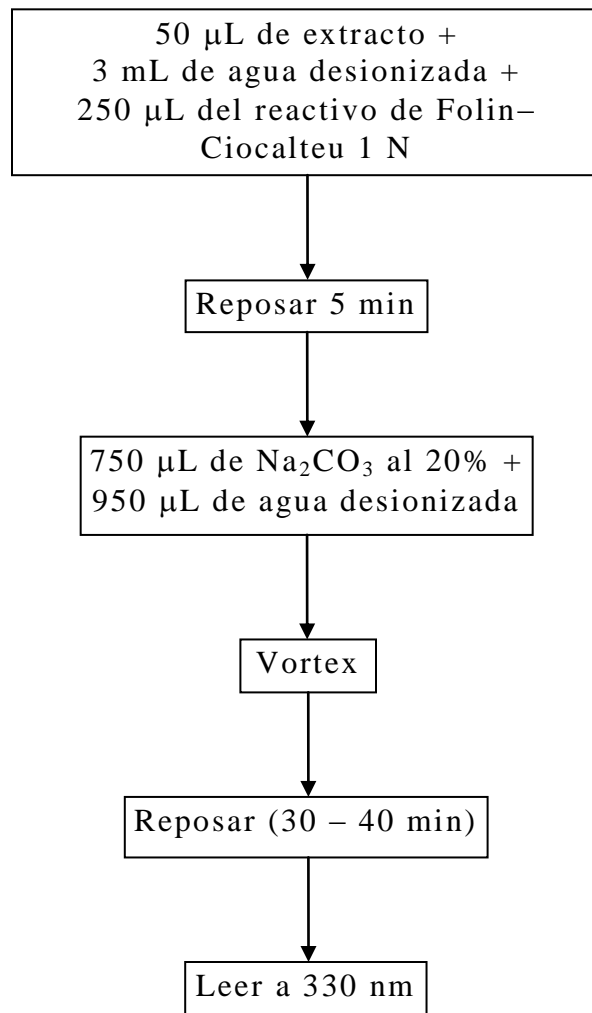 50 µL de extracto +
3 mL de agua desionizada +
250 µL del reactivo de Folin–
Ciocalteu 1 N
Reposar 5 min
750 µL de Na₂CO₃ al 20% +
950 µL de agua desionizada
Vortex
Reposar (30 – 40 min)
Leer a 330 nm